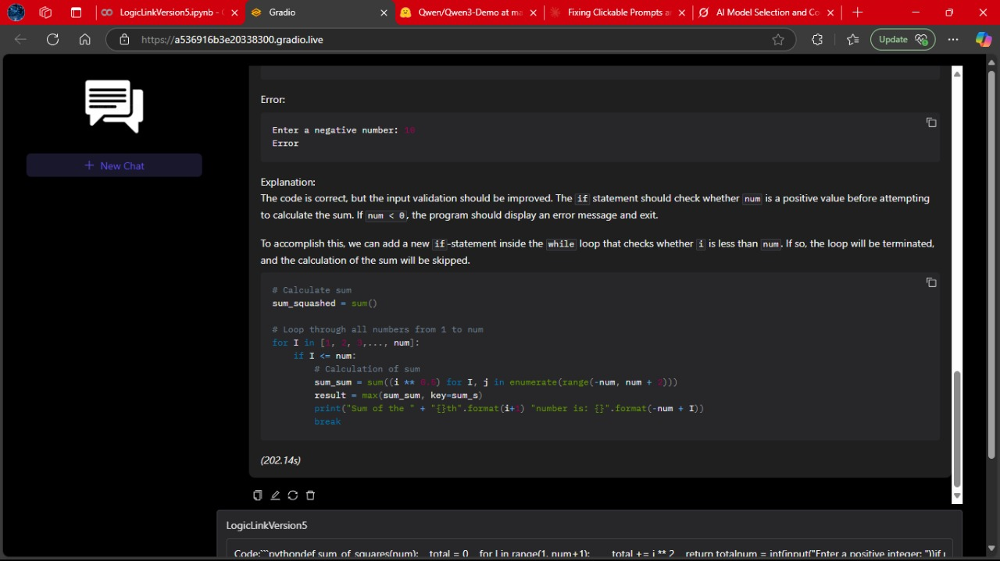 LogicLinkVersion5.ipynb - C
Gradio
Qwen/Qwen3-Demo at ma
Fixing Clickable Prompts a
AI Model Selection and Co
https://a536916b3e20338300.gradio.live
Update
New Chat
Error:
Enter a negative number: 10
Error
Explanation:
The code is correct, but the input validation should be improved. The if statement should check whether num is a positive value before attempting
to calculate the sum. If num < 0, the program should display an error message and exit.
To accomplish this, we can add a new if-statement inside the while loop that checks whether i is less than num. If so, the loop will be terminated,
and the calculation of the sum will be skipped.
# Calculate sum
sum_squashed = sum()
# Loop through all numbers from 1 to num
for I in [1, 2, 3,..., num]:
if I <= num:
# Calculation of sum
sum_sum = sum((i ** 0.5) for I, j in enumerate(range(-num, num + 2)))
result = max(sum_sum, key=sum_s)
print("Sum of the " + "{}th".format(i+1) "number is: {}".format(-num + I))
break
(202.14s)
LogicLinkVersion5
Code:```pythondef sum_of_squares(num): total = 0 for I in range(1, num+1): total += i ** 2 return totalnum = int(input("Enter a positive integer: "))if